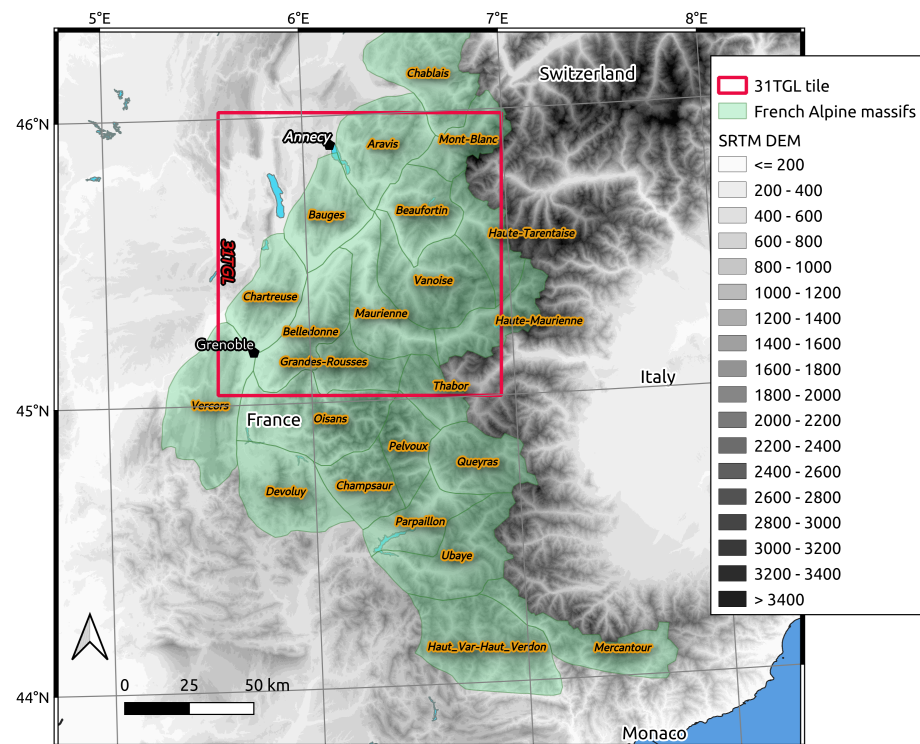 5°E 6°E 7°E 8°E
46°N
45°N
44°N
Switzerland
Italy
France
Monaco
Annecy
Grenoble
31TGL
Chablais
Aravis
Mont-Blanc
Bauges
Beaufortin
Haute-Tarentaise
Chartreuse
Vanoise
Maurienne
Haute-Maurienne
Belledonne
Grandes-Rousses
Thabor
Vercors
Oisans
Pelvoux
Queyras
Devoluy
Champsaur
Parpaillon
Ubaye
Haut_Var-Haut_Verdon
Mercantour
0 25 50 km
31TGL tile
French Alpine massifs
SRTM DEM
<= 200
200 - 400
400 - 600
600 - 800
800 - 1000
1000 - 1200
1200 - 1400
1400 - 1600
1600 - 1800
1800 - 2000
2000 - 2200
2200 - 2400
2400 - 2600
2600 - 2800
2800 - 3000
3000 - 3200
3200 - 3400
> 3400